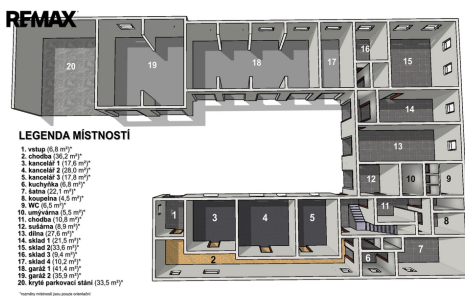 RE/MAX
20
19
18
17
16
15
14
13
12
10
9
11
8
1
3
4
5
2
6
7
LEGENDA MÍSTNOSTÍ
1. vstup (6,8 m²)*
2. chodba (36,2 m²)*
3. kancelář 1 (17,6 m²)*
4. kancelář 2 (28,0 m²)*
5. kancelář 3 (17,8 m²)*
6. kuchyňka (6,8 m²)*
7. šatna (22,1 m²)*
8. koupelna (4,5 m²)*
9. WC (6,5 m²)*
10. umývárna (5,5 m²)*
11. chodba (10,8 m²)*
12. sušárna (8,9 m²)*
13. dílna (27,6 m²)*
14. sklad 1 (21,5 m²)*
15. sklad 2(33,6 m²)*
16. sklad 3 (9,4 m²)*
17. sklad 4 (10,2 m²)*
18. garáž 1 (41,4 m²)*
19. garáž 2 (35,9 m²)*
20. kryté parkovací stání (33,5 m²)*
*rozměry místností jsou pouze orientační